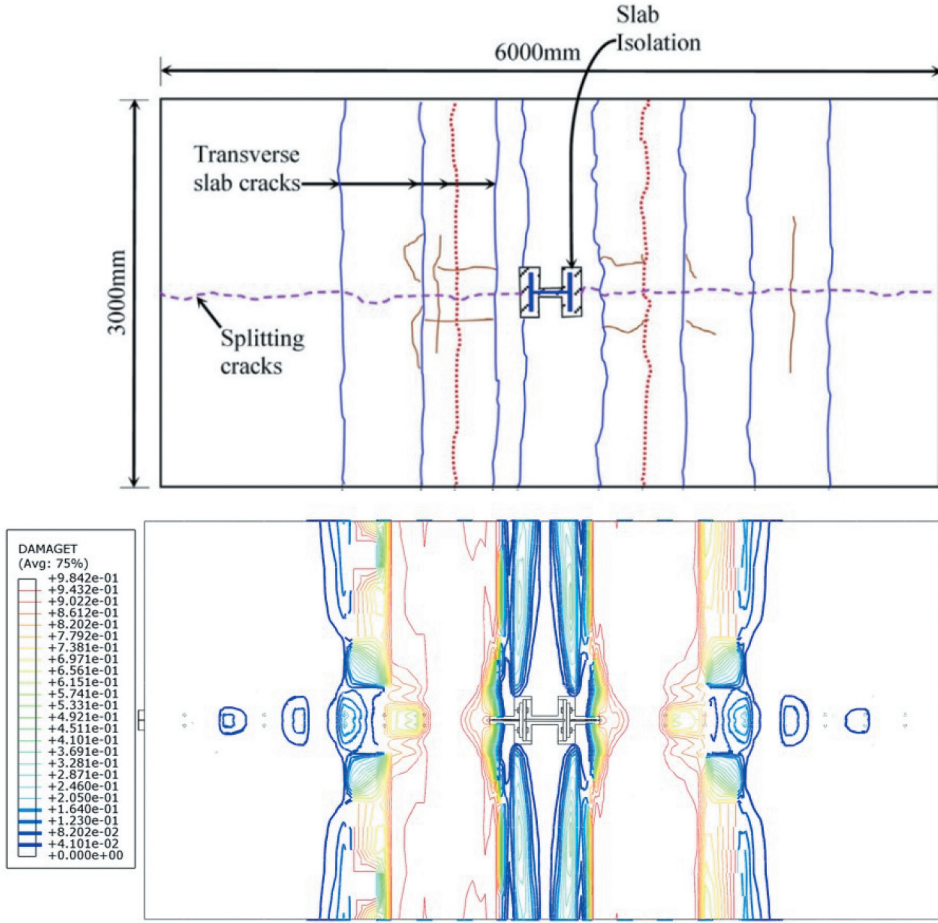 Slab
Isolation
6000mm
Transverse
slab cracks
3000mm
Splitting
cracks
DAMAGET
(Avg: 75%)
+9.842e-01
+9.432e-01
+9.022e-01
+8.612e-01
+8.202e-01
+7.792e-01
+7.381e-01
+6.971e-01
+6.561e-01
+6.151e-01
+5.741e-01
+5.331e-01
+4.921e-01
+4.511e-01
+4.101e-01
+3.691e-01
+3.281e-01
+2.871e-01
+2.460e-01
+2.050e-01
+1.640e-01
+1.230e-01
+8.202e-02
+4.101e-02
+0.000e+00